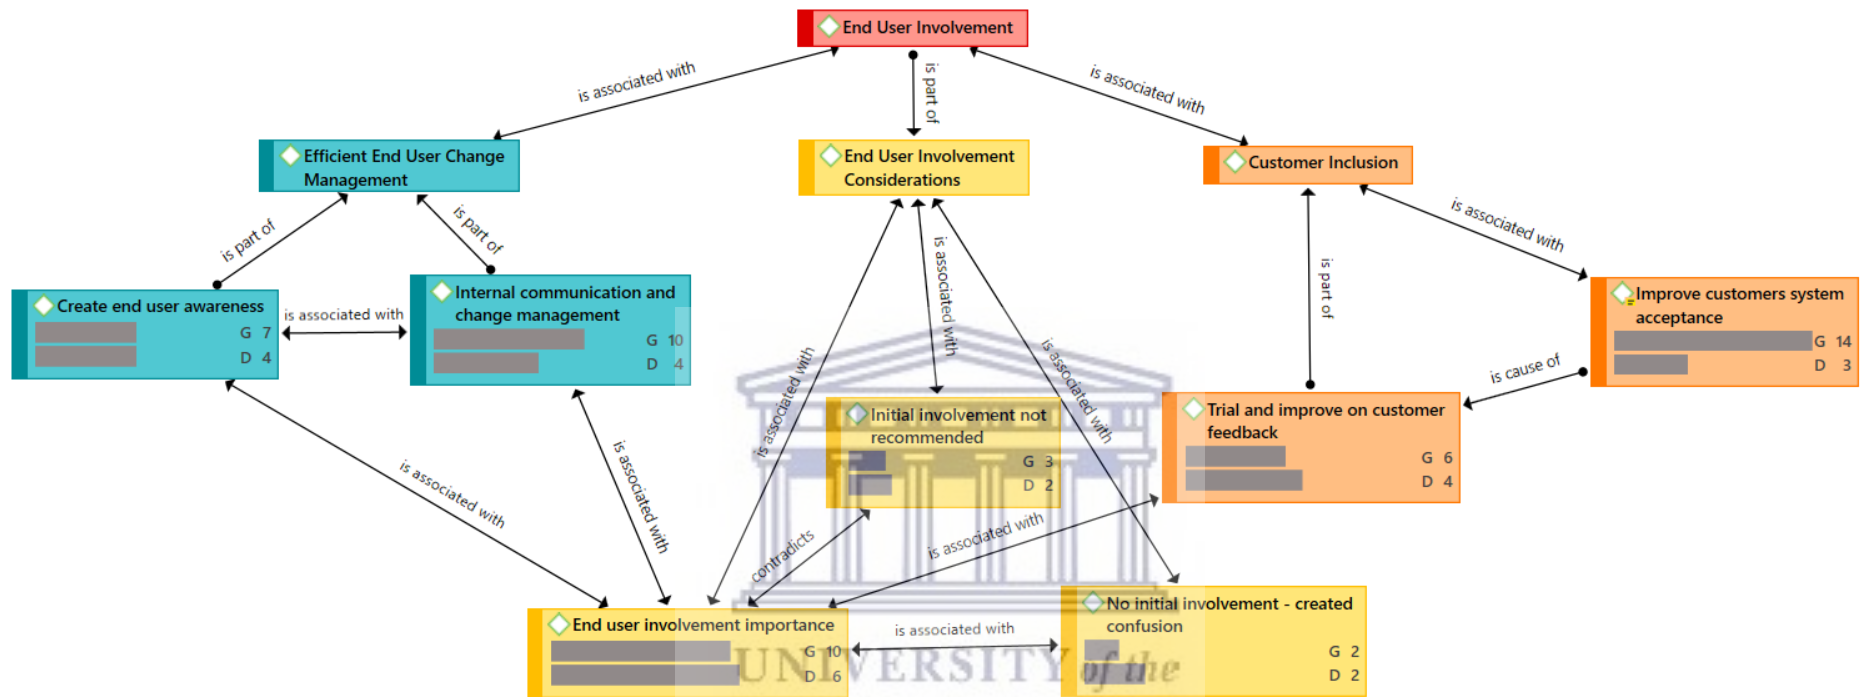 End User Involvement
is associated with
is part of
is associated with
Efficient End User Change
Management
End User Involvement
Considerations
Customer Inclusion
is part of
is part of
is associated with
is part of
is associated with
Create end user awareness
G 7
D 4
is associated with
Internal communication and
change management
G 10
D 4
Improve customers system
acceptance
G 14
D 3
is associated with
is associated with
is cause of
Initial involvement not
recommended
G 3
D 2
Trial and improve on customer
feedback
G 6
D 4
is associated with
is associated with
contradicts
is associated with
End user involvement importance
G 10
D 6
is associated with
No initial involvement - created
confusion
G 2
D 2
UNIVERSITY of the